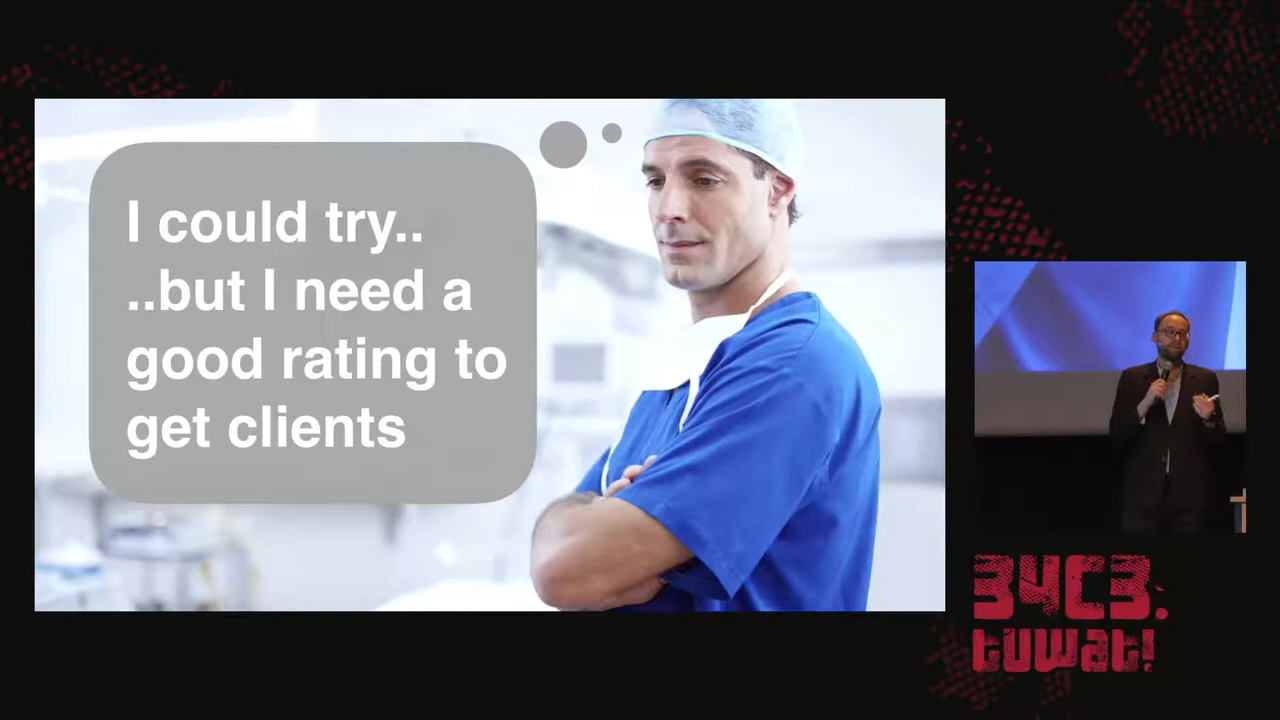 I could try..
..but I need a
good rating to
get clients
34C3.
tuwat!